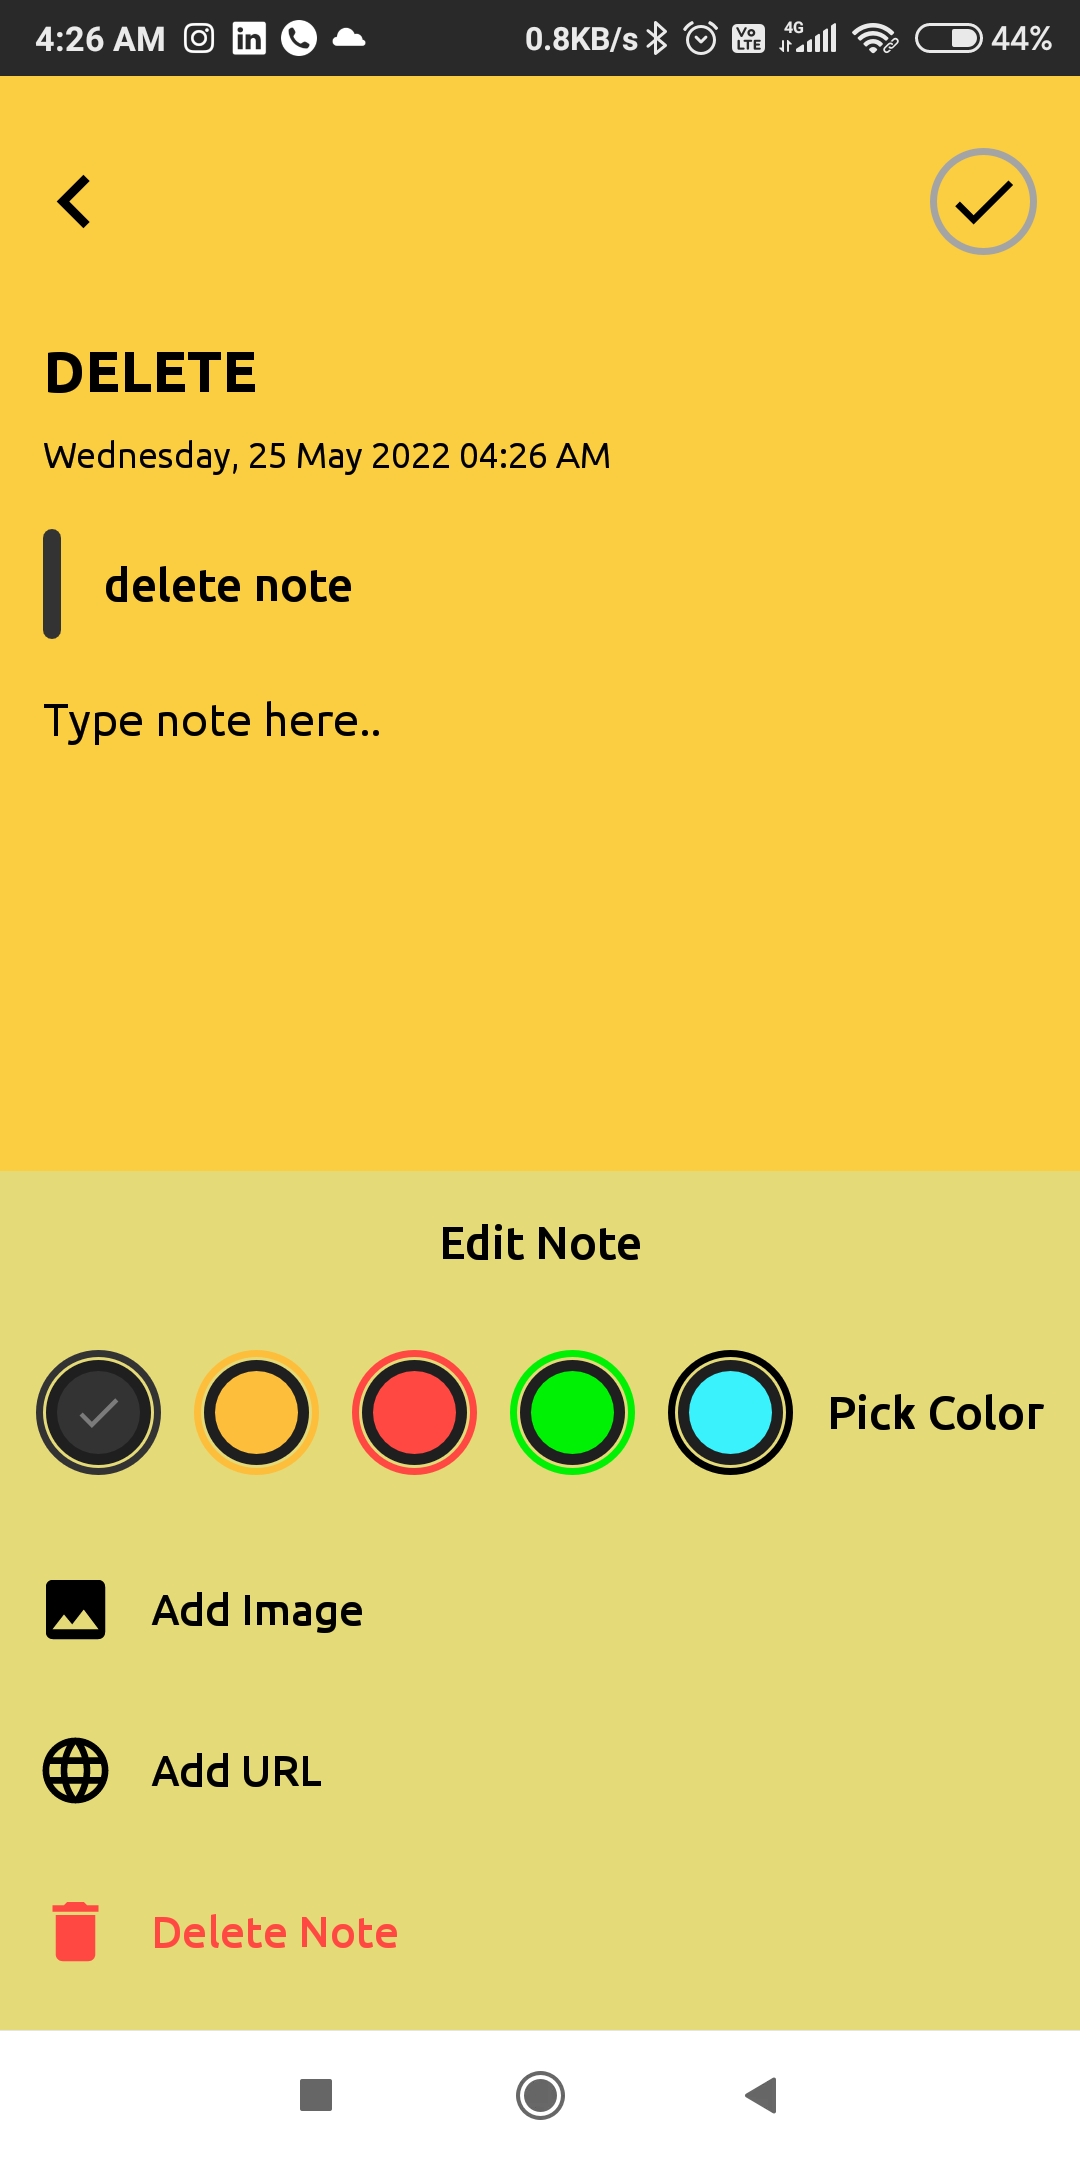 4:26 AM 0.8KB/s Vo LTE 4G 44%
DELETE
Wednesday, 25 May 2022 04:26 AM
delete note
Type note here..
Edit Note
Pick Color
Add Image
Add URL
Delete Note